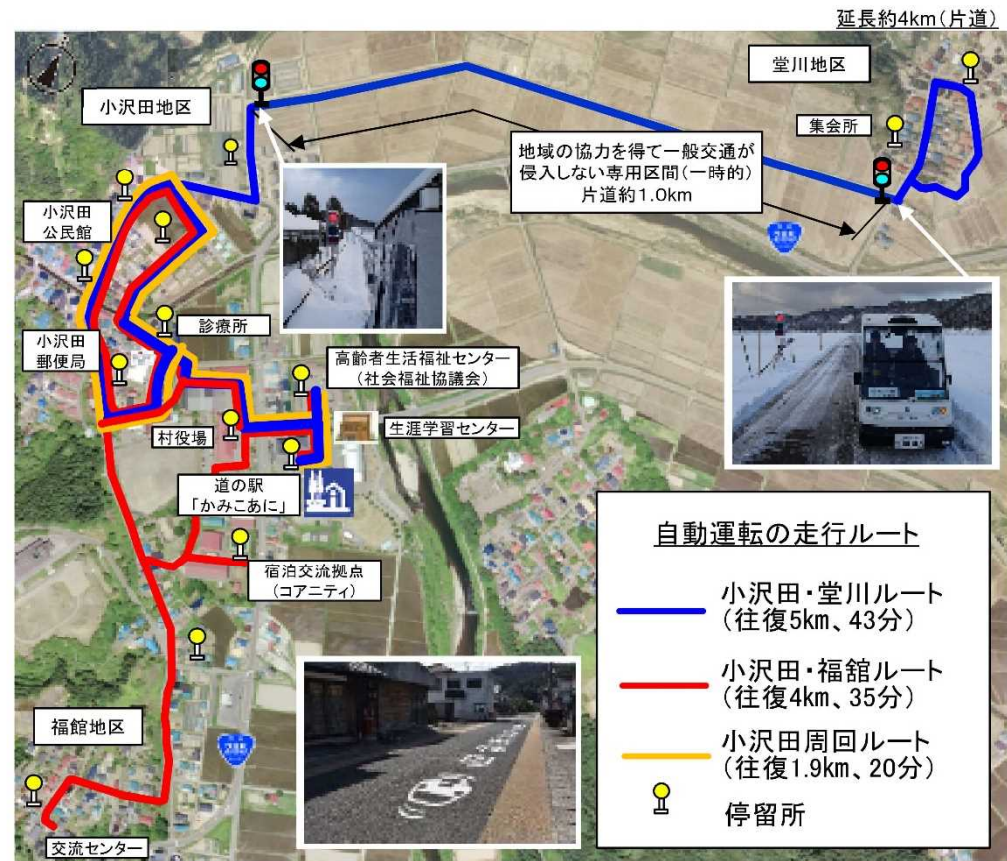 延長約4km(片道)
堂川地区
小沢田地区
集会所
地域の協力を得て一般交通が
侵入しない専用区間(一時的)
片道約1.0km
小沢田
公民館
診療所
小沢田
郵便局
高齢者生活福祉センター
(社会福祉協議会)
生涯学習センター
村役場
道の駅
「かみこあに」
宿泊交流拠点
(コアニティ)
福館地区
交流センター
自動運転の走行ルート
小沢田・堂川ルート
(往復5km、43分)
小沢田・福舘ルート
(往復4km、35分)
小沢田周回ルート
(往復1.9km、20分)
停留所